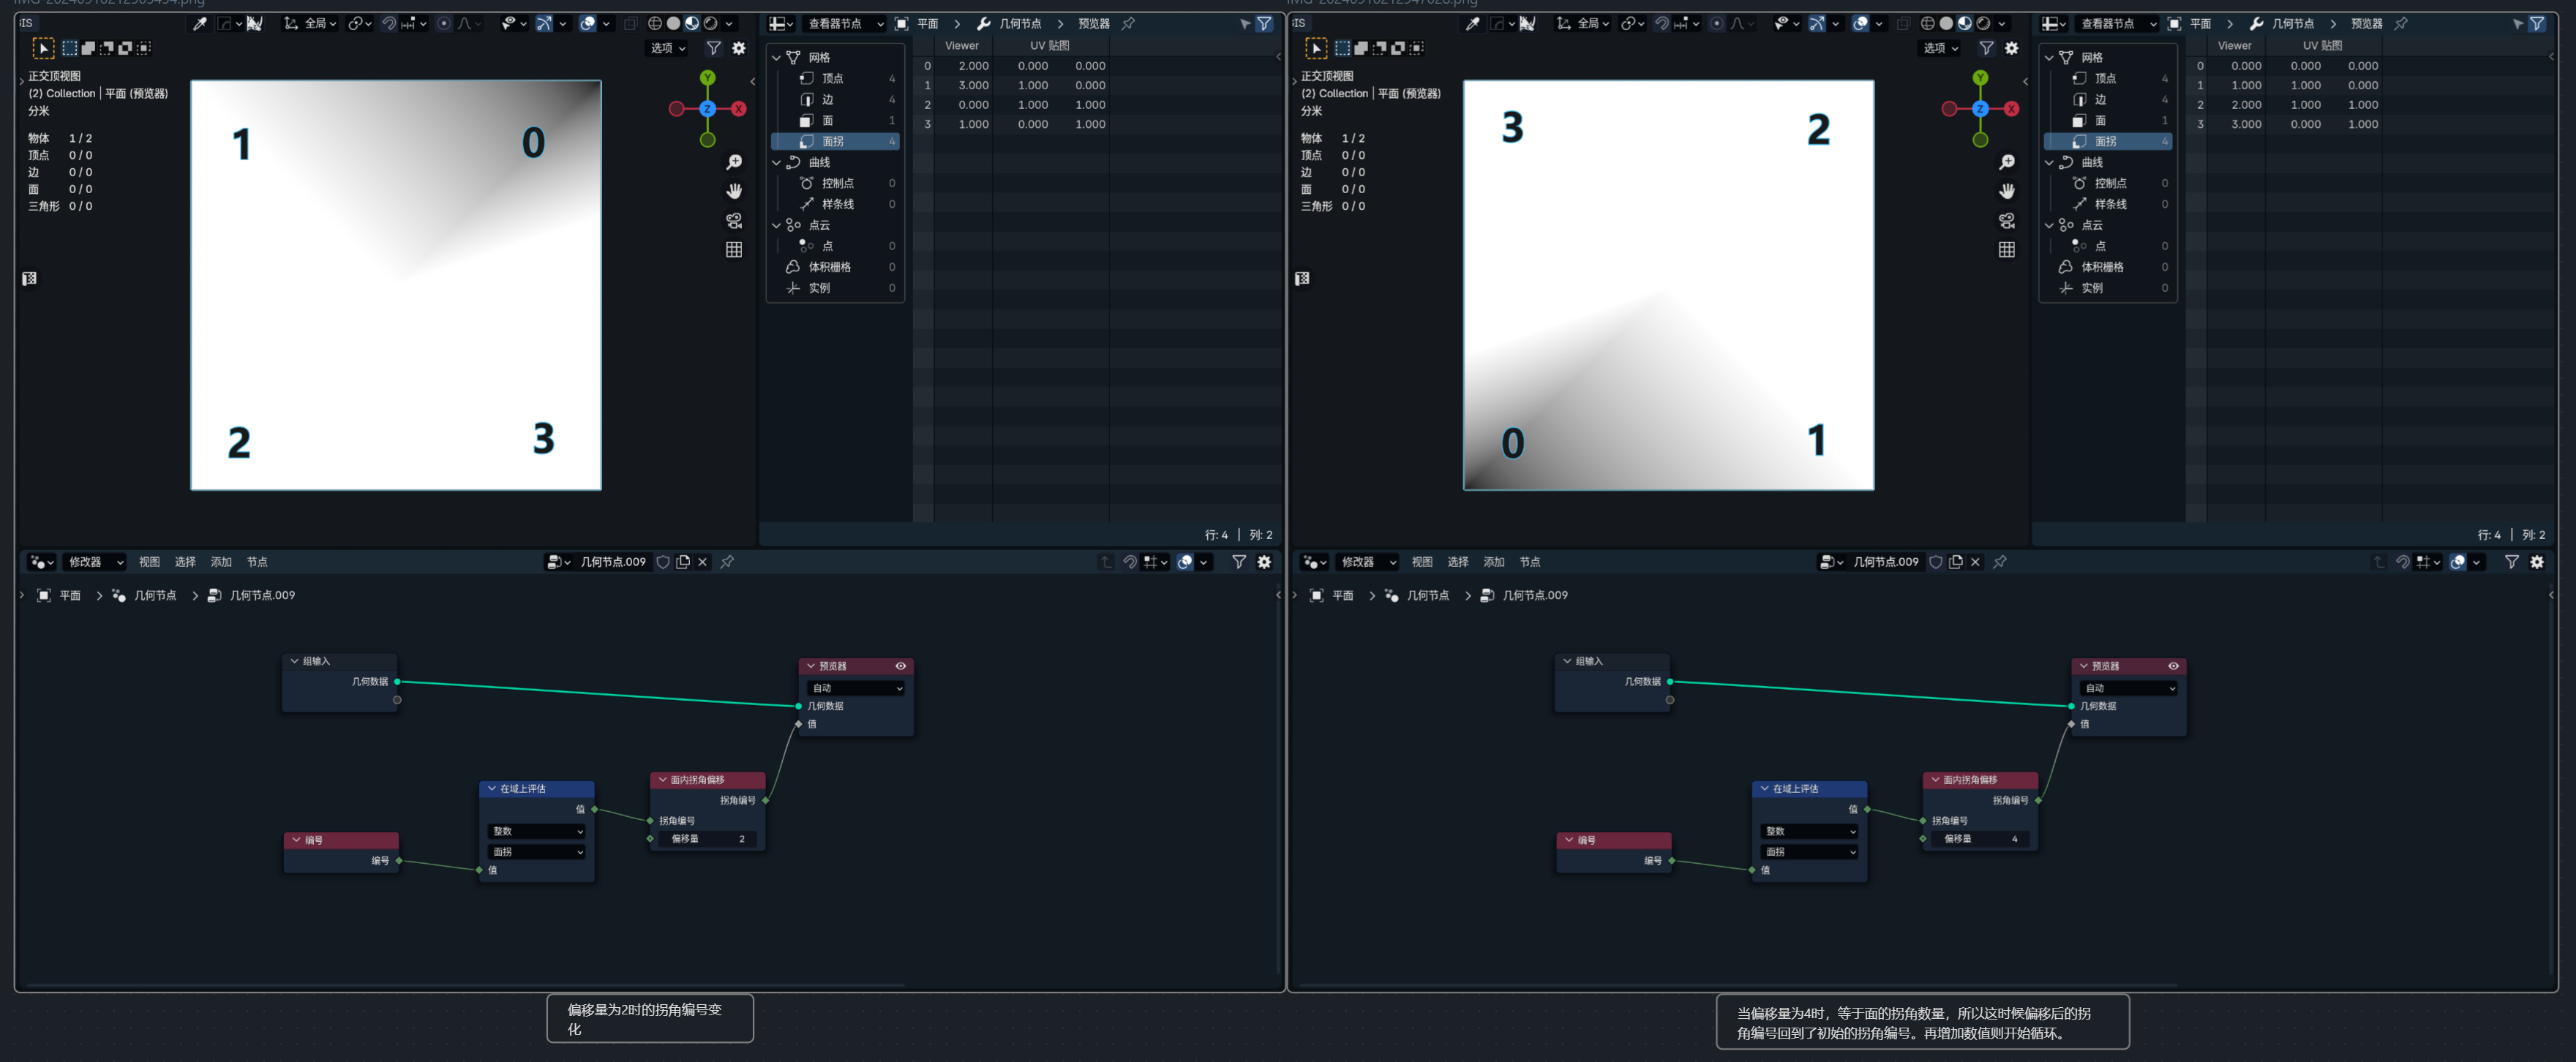 IMG-20240916212905454.png
IMG-20240916212947026.png
全局
选项
正交顶视图
(2) Collection | 平面 (预览器)
分米
物体 1 / 2
顶点 0 / 0
边 0 / 0
面 0 / 0
三角形 0 / 0
Y
Z
X
1
0
2
3
查看器节点
平面
几何节点
预览器
网格
顶点 4
边 4
面 1
面拐 4
曲线
控制点 0
样条线 0
点云
点 0
体积栅格 0
实例 0
Viewer UV 贴图
0 2.000 0.000 0.000
1 3.000 1.000 0.000
2 0.000 1.000 1.000
3 1.000 0.000 1.000
行: 4 | 列: 2
修改器
视图
选择
添加
节点
几何节点.009
平面 > 几何节点 > 几何节点.009
组输入
几何数据
预览器
自动
几何数据
值
面内拐角偏移
拐角编号
拐角编号
偏移量 2
在域上评估
值
整数
面拐
值
编号
编号
偏移量为2时的拐角编号变
化
全局
选项
正交顶视图
(2) Collection | 平面 (预览器)
分米
物体 1 / 2
顶点 0 / 0
边 0 / 0
面 0 / 0
三角形 0 / 0
Y
Z
X
3
2
0
1
查看器节点
平面
几何节点
预览器
网格
顶点 4
边 4
面 1
面拐 4
曲线
控制点 0
样条线 0
点云
点 0
体积栅格 0
实例 0
Viewer UV 贴图
0 0.000 0.000 0.000
1 1.000 1.000 0.000
2 2.000 1.000 1.000
3 3.000 0.000 1.000
行: 4 | 列: 2
修改器
视图
选择
添加
节点
几何节点.009
平面 > 几何节点 > 几何节点.009
组输入
几何数据
预览器
自动
几何数据
值
面内拐角偏移
拐角编号
拐角编号
偏移量 4
在域上评估
值
整数
面拐
值
编号
编号
当偏移量为4时，等于面的拐角数量，所以这时候偏移后的拐
角编号回到了初始的拐角编号。再增加数值则开始循环。